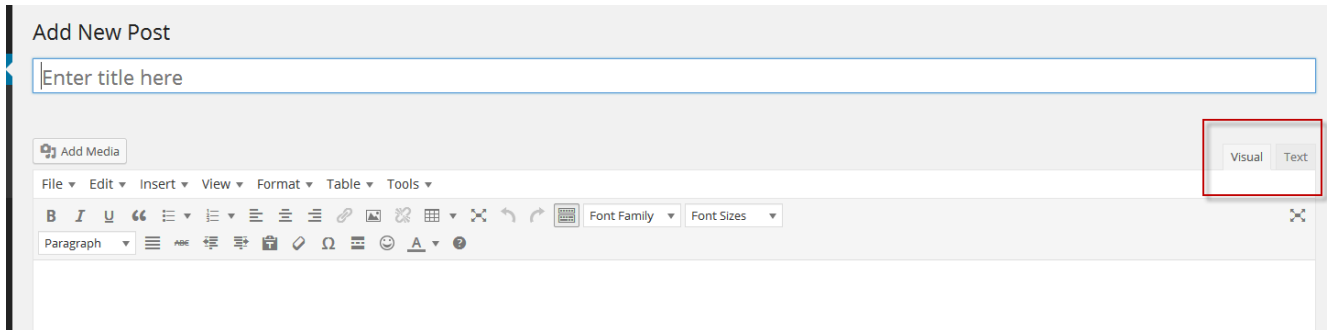 Add New Post
Enter title here
Add Media
Visual Text
File Edit Insert View Format Table Tools
B I U Font Family Font Sizes
Paragraph ABC Ω A